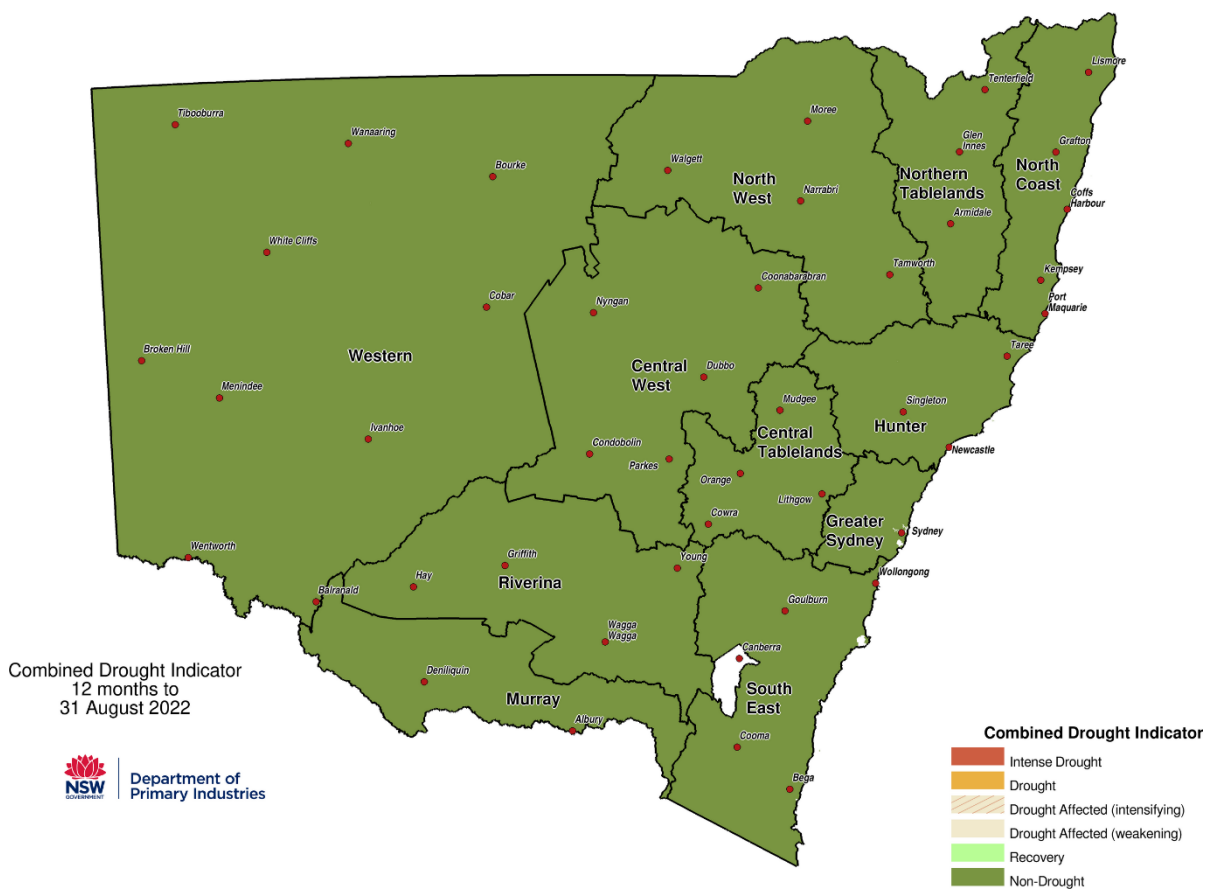 Lismore
Tenterfield
Tibooburra
Moree
Wanaaring
Glen
Innes
Grafton
Bourke
Walgett
North
West
Northern
Tablelands
North
Coast
Narrabri
Coffs
Harbour
Armidale
White Cliffs
Tamworth
Kempsey
Coonabarabran
Cobar
Nyngan
Port
Maquarie
Taree
Broken Hill
Western
Central
West
Dubbo
Menindee
Mudgee
Singleton
Hunter
Ivanhoe
Central
Tablelands
Condobolin
Parkes
Newcastle
Orange
Lithgow
Cowra
Greater
Sydney
Sydney
Wentworth
Griffith
Young
Hay
Riverina
Wollongong
Balranald
Goulburn
Wagga
Wagga
Canberra
Deniliquin
Murray
South
East
Albury
Cooma
Bega
Combined Drought Indicator
12 months to
31 August 2022
NSW
GOVERNMENT
Department of
Primary Industries
Combined Drought Indicator
Intense Drought
Drought
Drought Affected (intensifying)
Drought Affected (weakening)
Recovery
Non-Drought